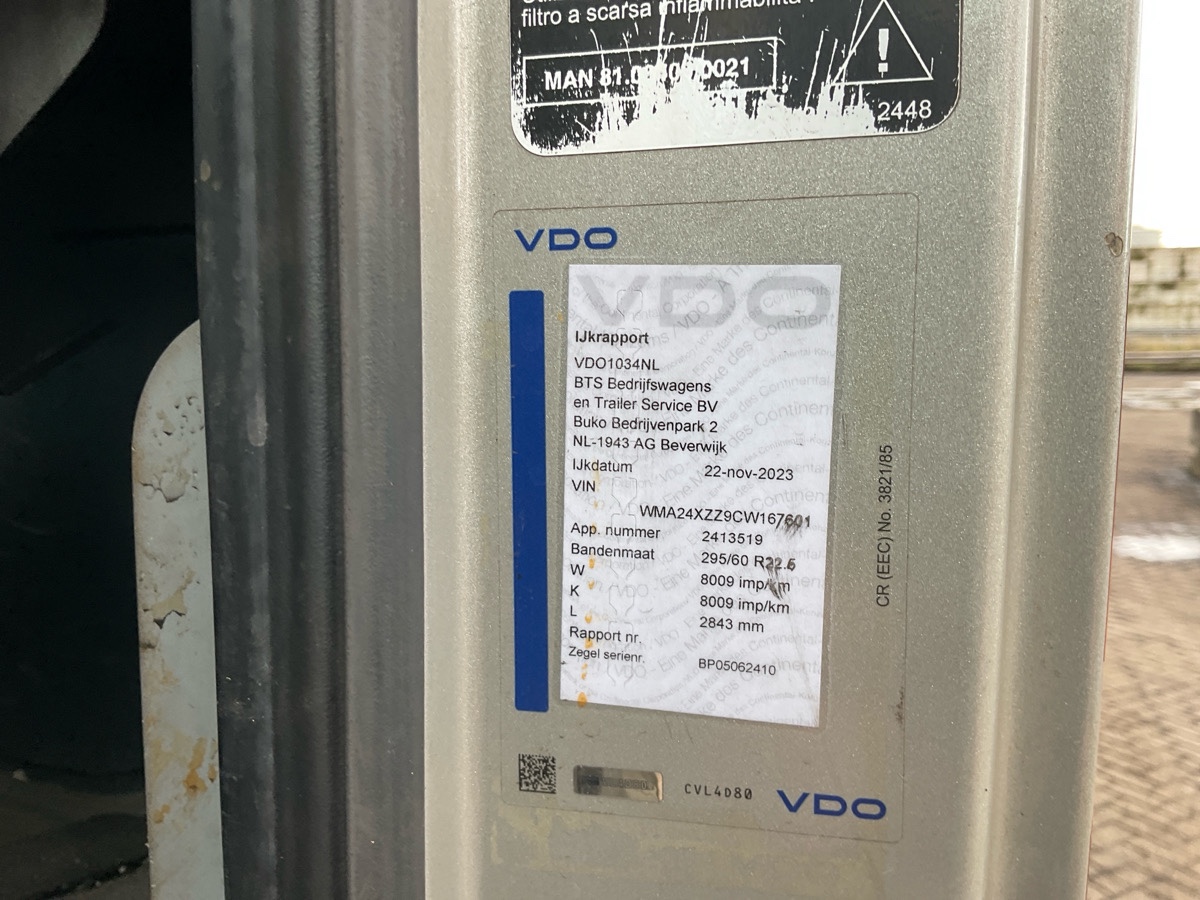 filtro a scarsa infiammabilità
MAN 81.
0021
2448
VDO
VDO
IJkrapport
VDO1034NL
BTS Bedrijfswagens
en Trailer Service BV
Buko Bedrijvenpark 2
NL-1943 AG Beverwijk
IJkdatum 22-nov-2023
VIN
WMA24XZZ9CW167601
App. nummer 2413519
Bandenmaat 295/60 R22.5
W 8009 imp/km
K 8009 imp/km
L 2843 mm
Rapport nr.
Zegel serienr. BP05062410
CR (EEC) No. 3821/85
CVL4D80
VDO